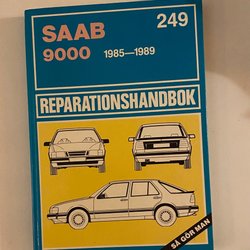 SAAB
249
9000
1985—1989
REPARATIONSHANDBOK
SÅ GÖR MAN